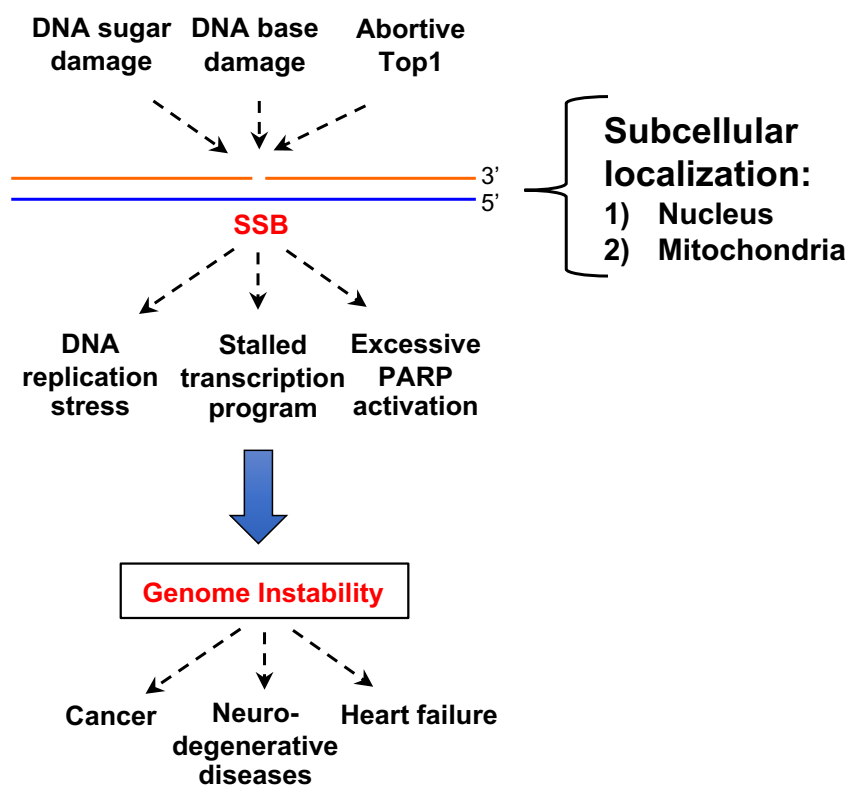 DNA sugar
damage
DNA base
damage
Abortive
Top1
Subcellular
localization:
1) Nucleus
2) Mitochondria
3’
5’
SSB
DNA
replication
stress
Stalled
transcription
program
Excessive
PARP
activation
Genome Instability
Cancer
Neuro-
degenerative
diseases
Heart failure